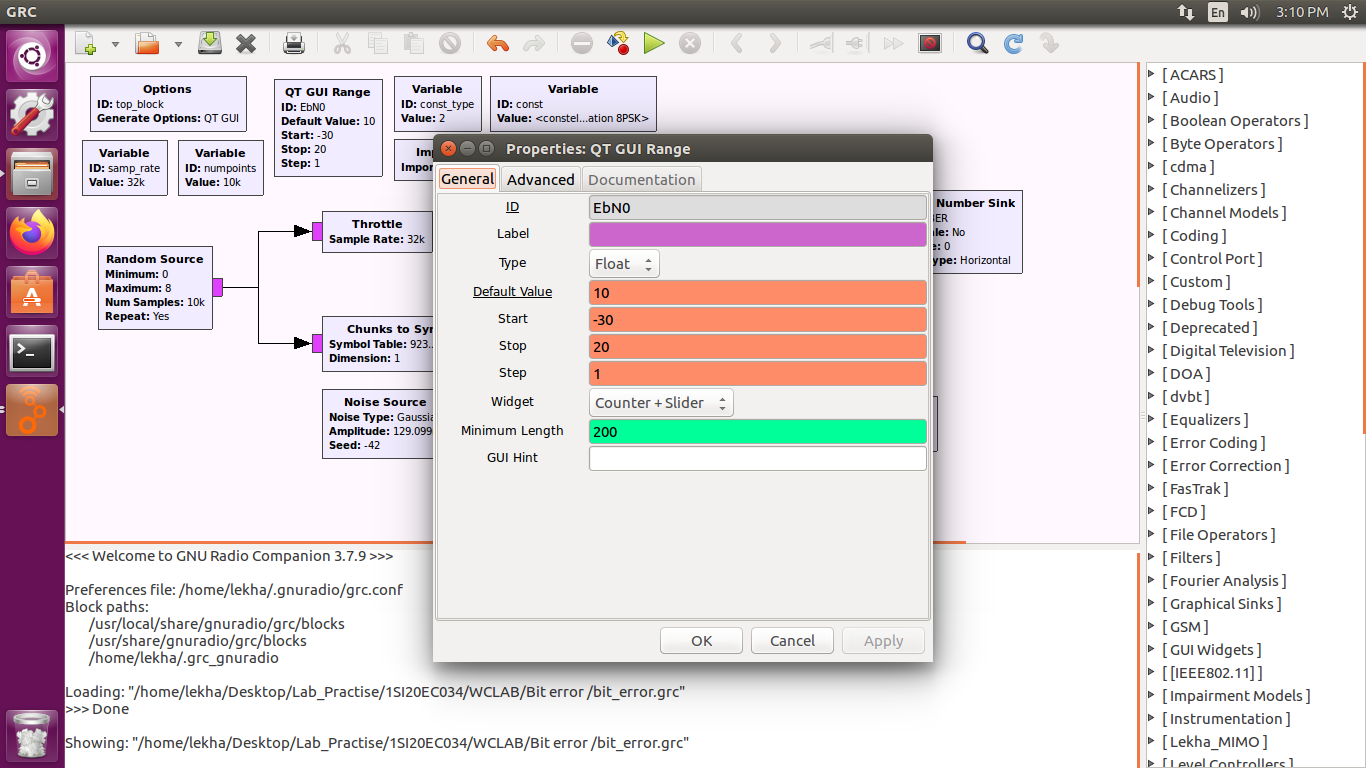 GRC
En
3:10 PM
Options
ID: top_block
Generate Options: QT GUI
QT GUI Range
ID: EbN0
Default Value: 10
Start: -30
Stop: 20
Step: 1
Variable
ID: const_type
Value: 2
Variable
ID: const
Value: <constel...ation 8PSK>
Variable
ID: samp_rate
Value: 32k
Variable
ID: numpoints
Value: 10k
Random Source
Minimum: 0
Maximum: 8
Num Samples: 10k
Repeat: Yes
Throttle
Sample Rate: 32k
Chunks to Sym
Symbol Table: 923..
Dimension: 1
Noise Source
Noise Type: Gaussia
Amplitude: 129.099
Seed: -42
Number Sink
ale: No
e: 0
ype: Horizontal
Properties: QT GUI Range
General
Advanced
Documentation
ID
EbN0
Label
Type
Float
Default Value
10
Start
-30
Stop
20
Step
1
Widget
Counter + Slider
Minimum Length
200
GUI Hint
OK
Cancel
Apply
<<< Welcome to GNU Radio Companion 3.7.9 >>>
Preferences file: /home/lekha/.gnuradio/grc.conf
Block paths:
/usr/local/share/gnuradio/grc/blocks
/usr/share/gnuradio/grc/blocks
/home/lekha/.grc_gnuradio
Loading: "/home/lekha/Desktop/Lab_Practise/1SI20EC034/WCLAB/Bit error /bit_error.grc"
>>> Done
Showing: "/home/lekha/Desktop/Lab_Practise/1SI20EC034/WCLAB/Bit error /bit_error.grc"
[ ACARS ]
[ Audio ]
[ Boolean Operators ]
[ Byte Operators ]
[ cdma ]
[ Channelizers ]
[ Channel Models ]
[ Coding ]
[ Control Port ]
[ Custom ]
[ Debug Tools ]
[ Deprecated ]
[ Digital Television ]
[ DOA ]
[ dvbt ]
[ Equalizers ]
[ Error Coding ]
[ Error Correction ]
[ FasTrak ]
[ FCD ]
[ File Operators ]
[ Filters ]
[ Fourier Analysis ]
[ Graphical Sinks ]
[ GSM ]
[ GUI Widgets ]
[ [IEEE802.11] ]
[ Impairment Models ]
[ Instrumentation ]
[ Lekha_MIMO ]
[ Level Controllers ]